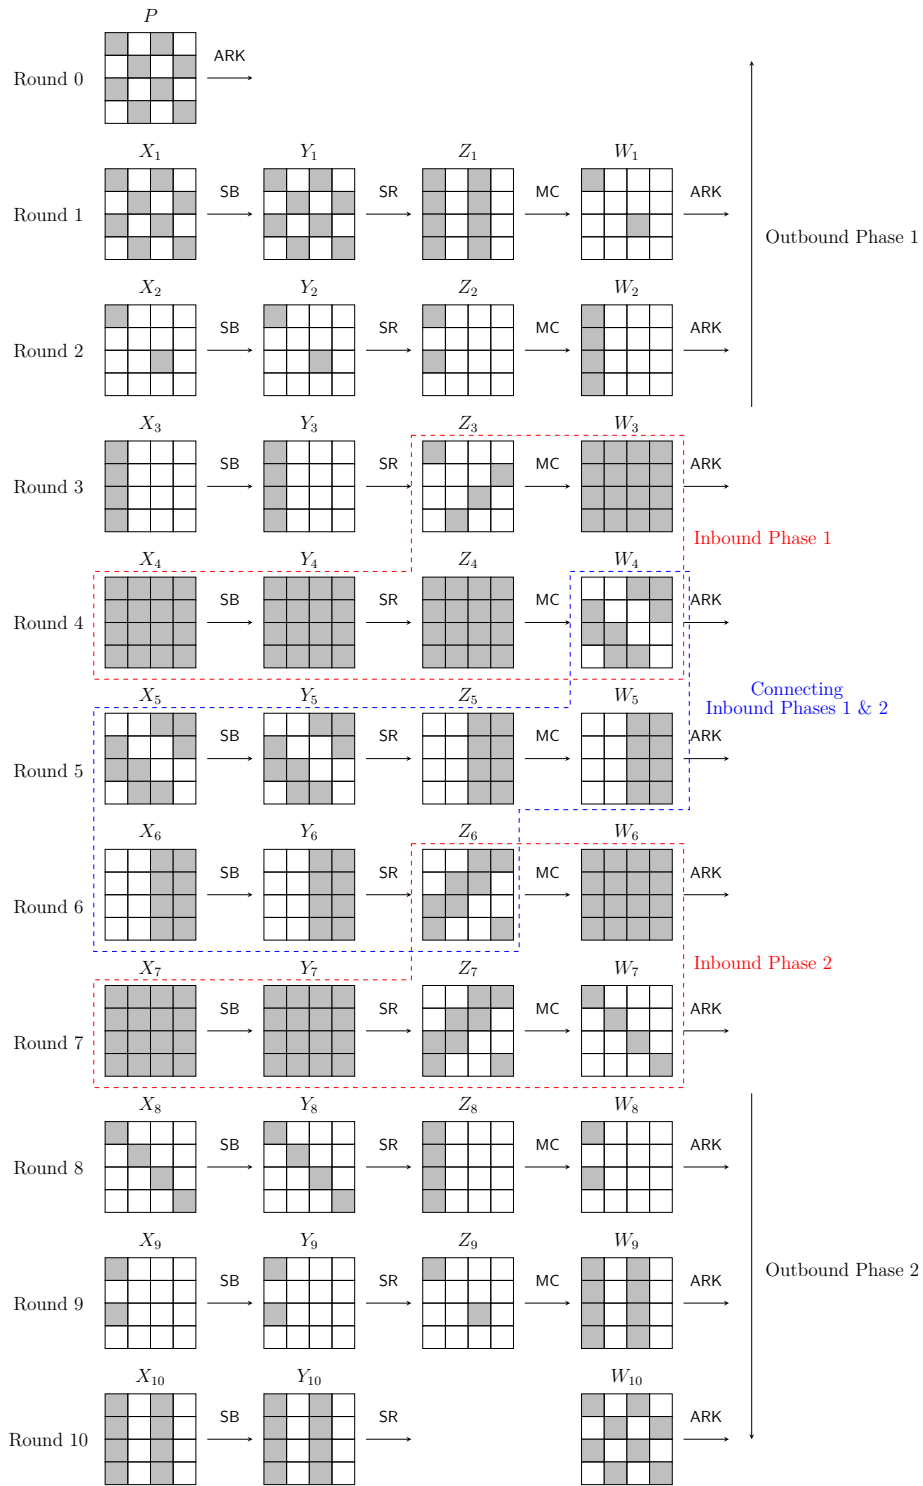 P
Round 0
ARK
X₁ Y₁ Z₁ W₁
Round 1
SB SR MC ARK
Outbound Phase 1
X₂ Y₂ Z₂ W₂
Round 2
SB SR MC ARK
X₃ Y₃ Z₃ W₃
Round 3
SB SR MC ARK
Inbound Phase 1
X₄ Y₄ Z₄ W₄
Round 4
SB SR MC ARK
Connecting
Inbound Phases 1 & 2
X₅ Y₅ Z₅ W₅
Round 5
SB SR MC ARK
X₆ Y₆ Z₆ W₆
Round 6
SB SR MC ARK
Inbound Phase 2
X₇ Y₇ Z₇ W₇
Round 7
SB SR MC ARK
X₈ Y₈ Z₈ W₈
Round 8
SB SR MC ARK
X₉ Y₉ Z₉ W₉
Round 9
SB SR MC ARK
Outbound Phase 2
X₁₀ Y₁₀ W₁₀
Round 10
SB SR ARK